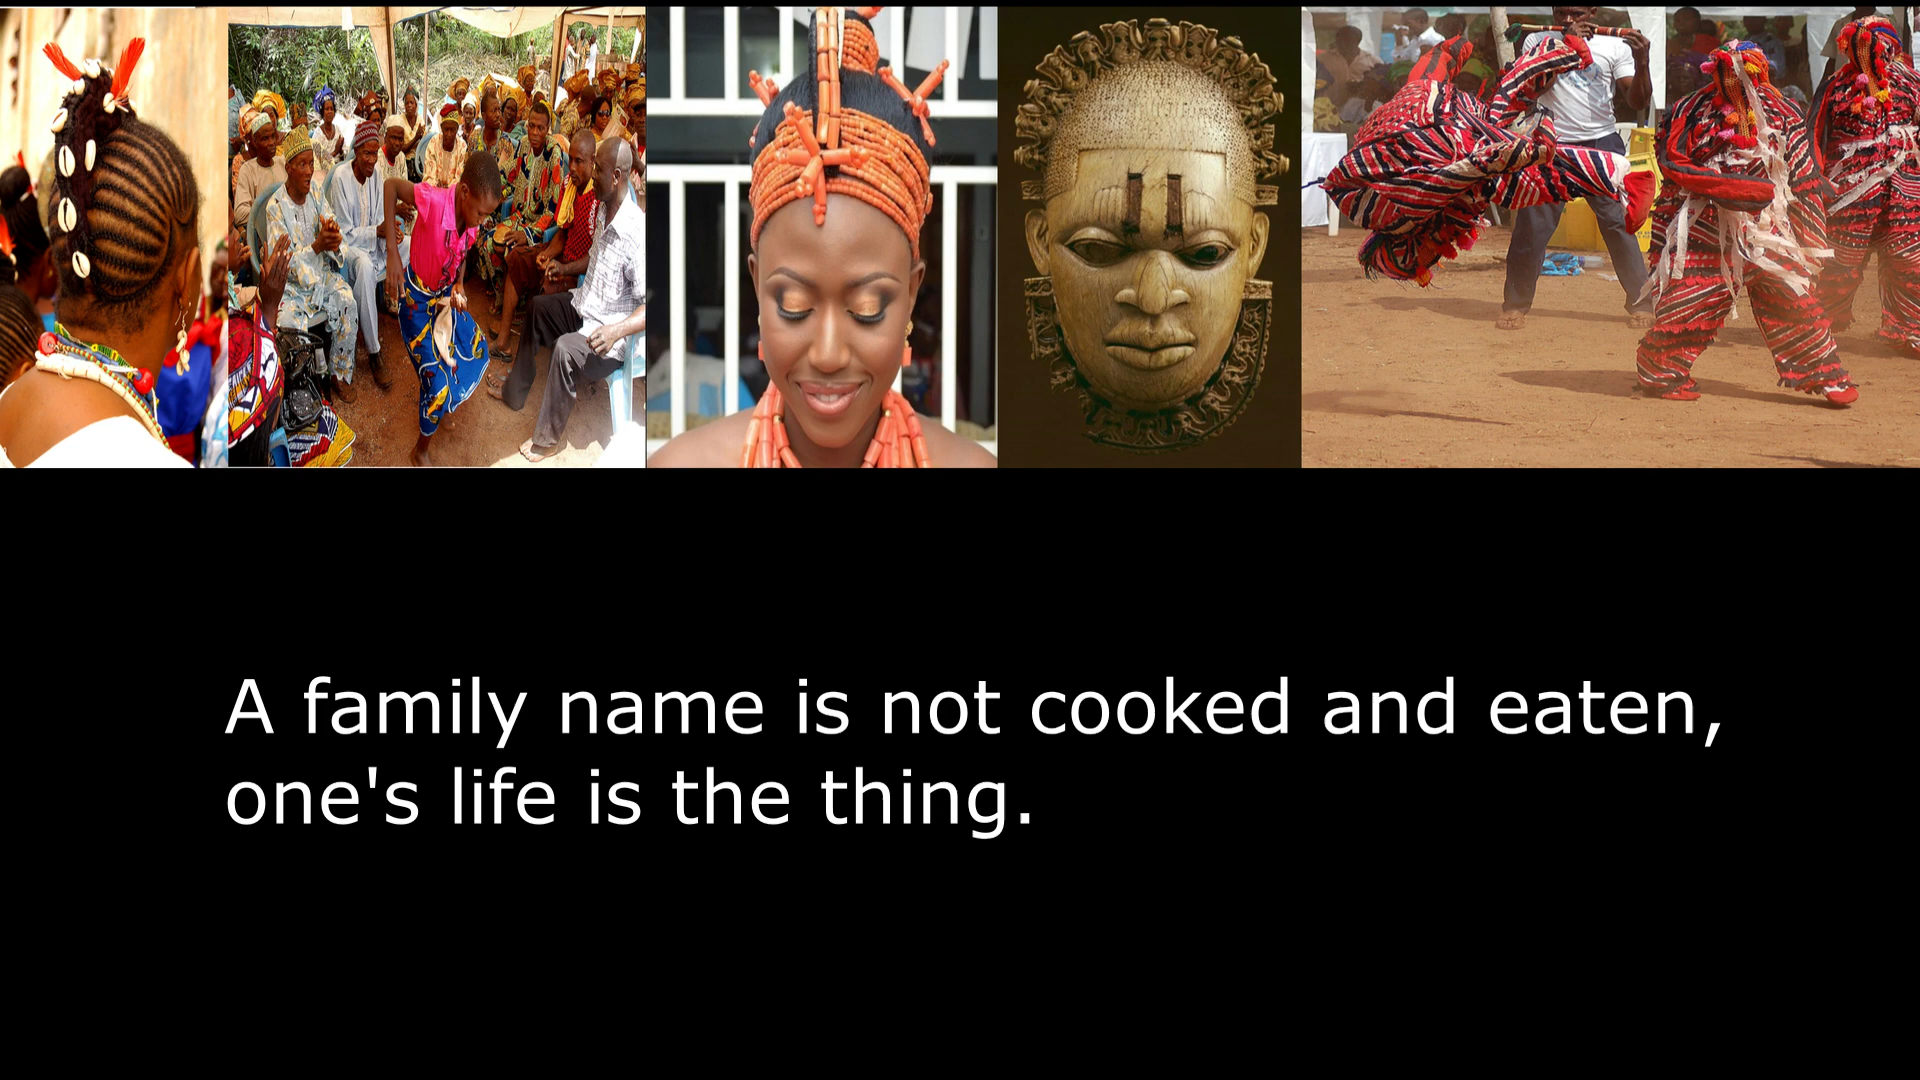 A family name is not cooked and eaten,
one's life is the thing.